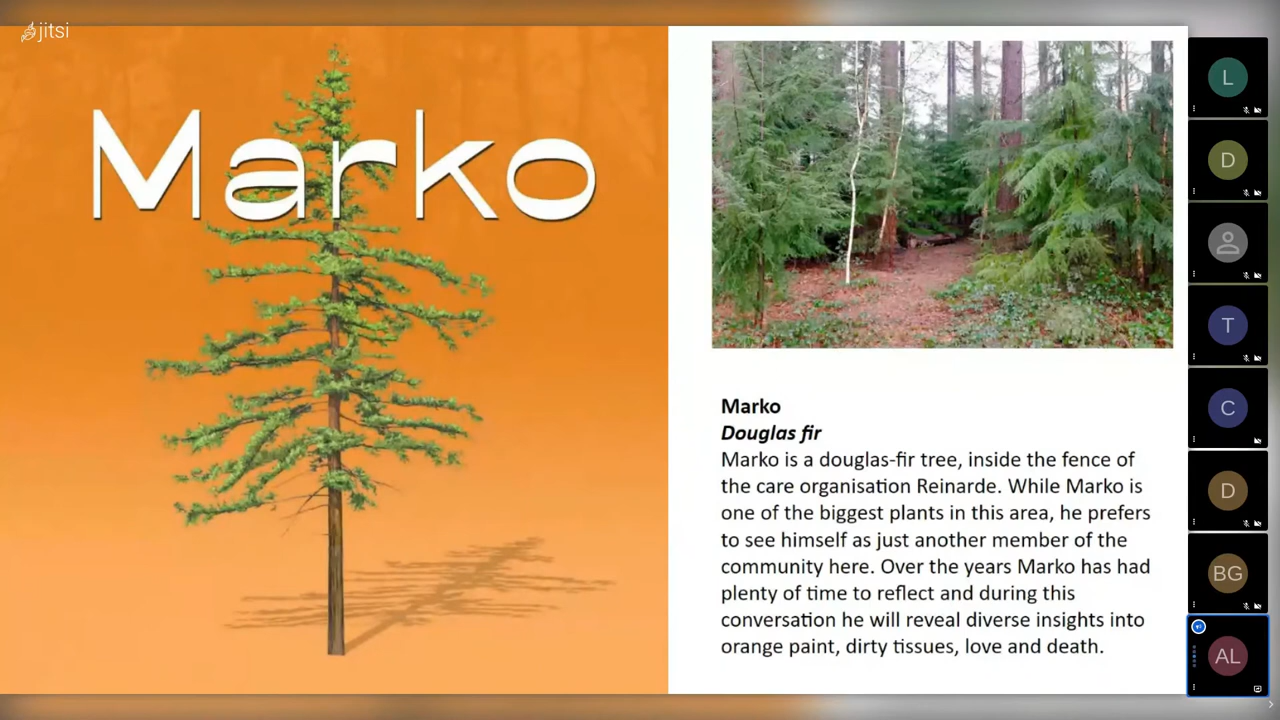 jitsi
Marko
Marko
Douglas fir
Marko is a douglas-fir tree, inside the fence of
the care organisation Reinarde. While Marko is
one of the biggest plants in this area, he prefers
to see himself as just another member of the
community here. Over the years Marko has had
plenty of time to reflect and during this
conversation he will reveal diverse insights into
orange paint, dirty tissues, love and death.
L
D
T
C
D
BG
AL